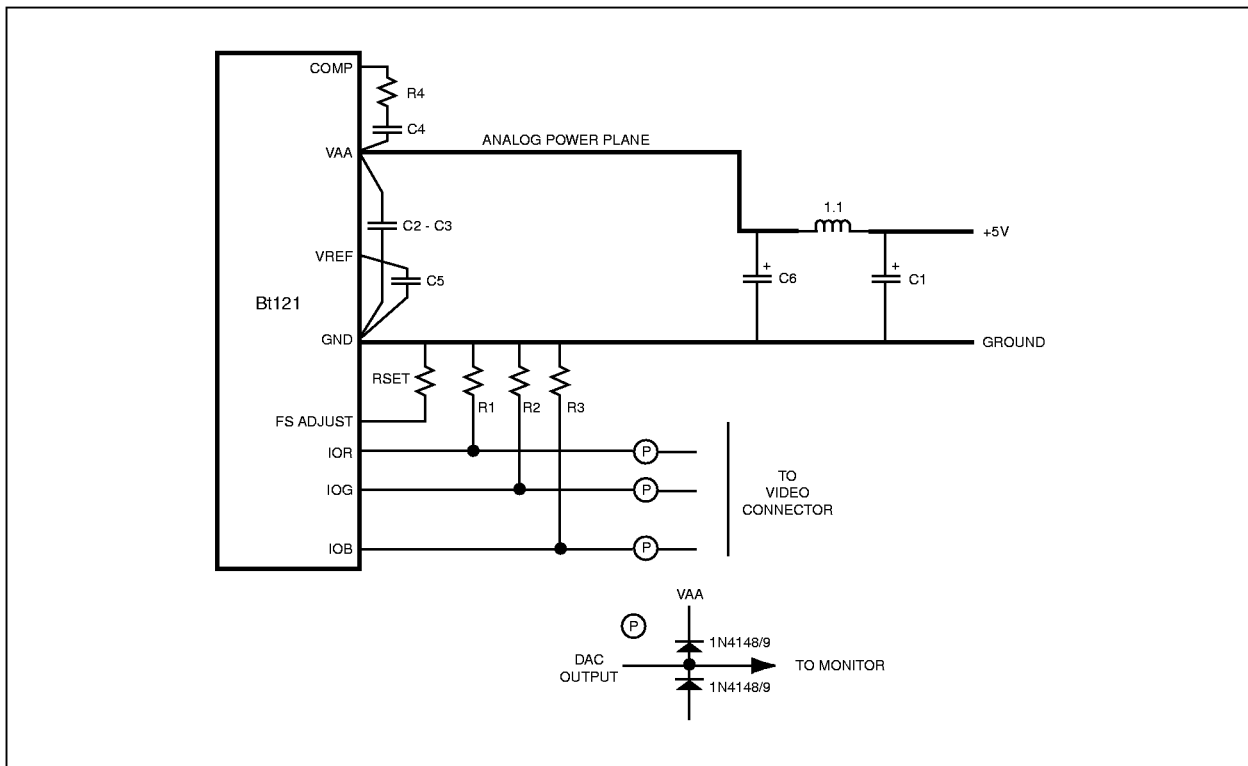 COMP
R4
C4
VAA
ANALOG POWER PLANE
1.1
+5V
C2 - C3
VREF
C5
+
C6
+
C1
Bt121
GND
GROUND
RSET
R1
R2
R3
FS ADJUST
IOR
P
IOG
P
IOB
P
TO
VIDEO
CONNECTOR
VAA
P
1N4148/9
DAC
OUTPUT
TO MONITOR
1N4148/9